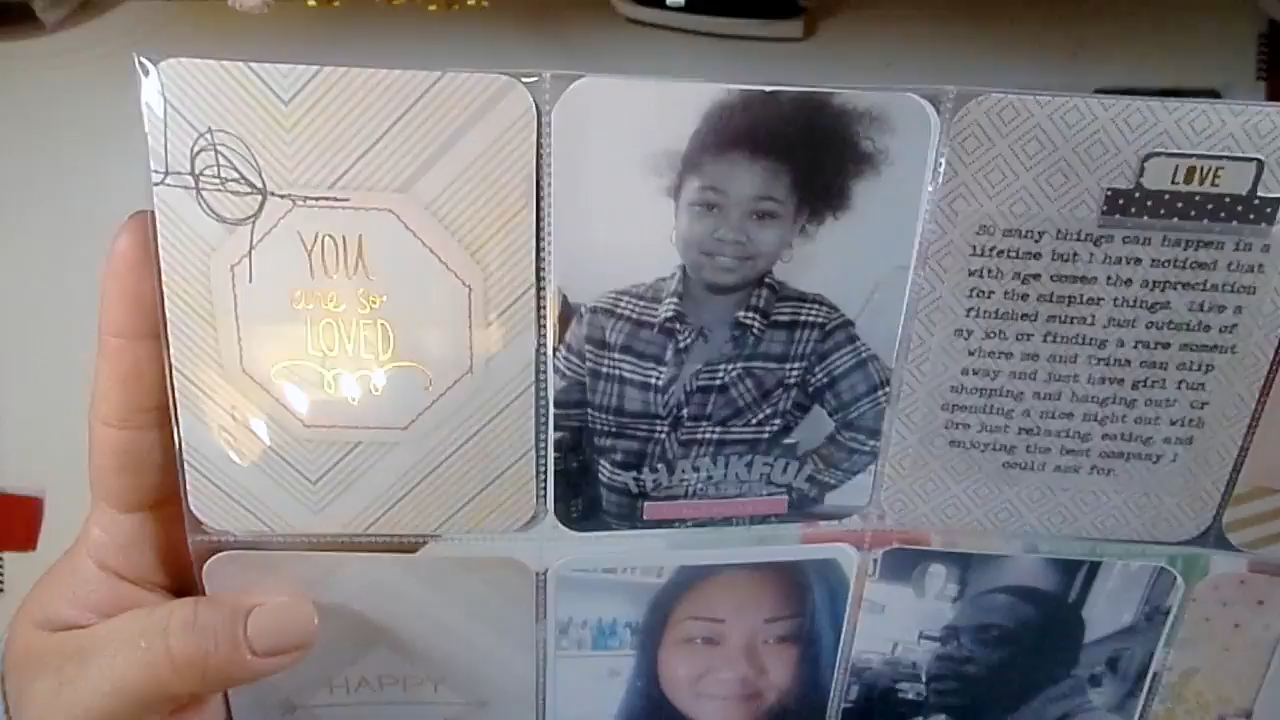 YOU
are so
LOVED
THANKFUL
LOVE
So many things can happen in a
lifetime but I have noticed that
with age comes the appreciation
for the simpler things. Like a
finished mural just outside of
my job or finding a rare moment
where me and Trina can slip
away and just have girl fun
shopping and hanging out! Or
spending a nice night out with
Dre just relaxing, eating, and
enjoying the best company I
could ask for.
HAPPY